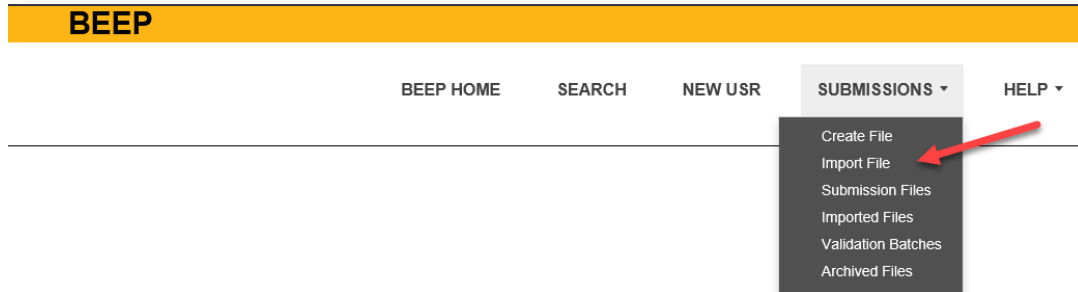 BEEP
BEEP HOME SEARCH NEW USR SUBMISSIONS HELP
Create File
Import File
Submission Files
Imported Files
Validation Batches
Archived Files